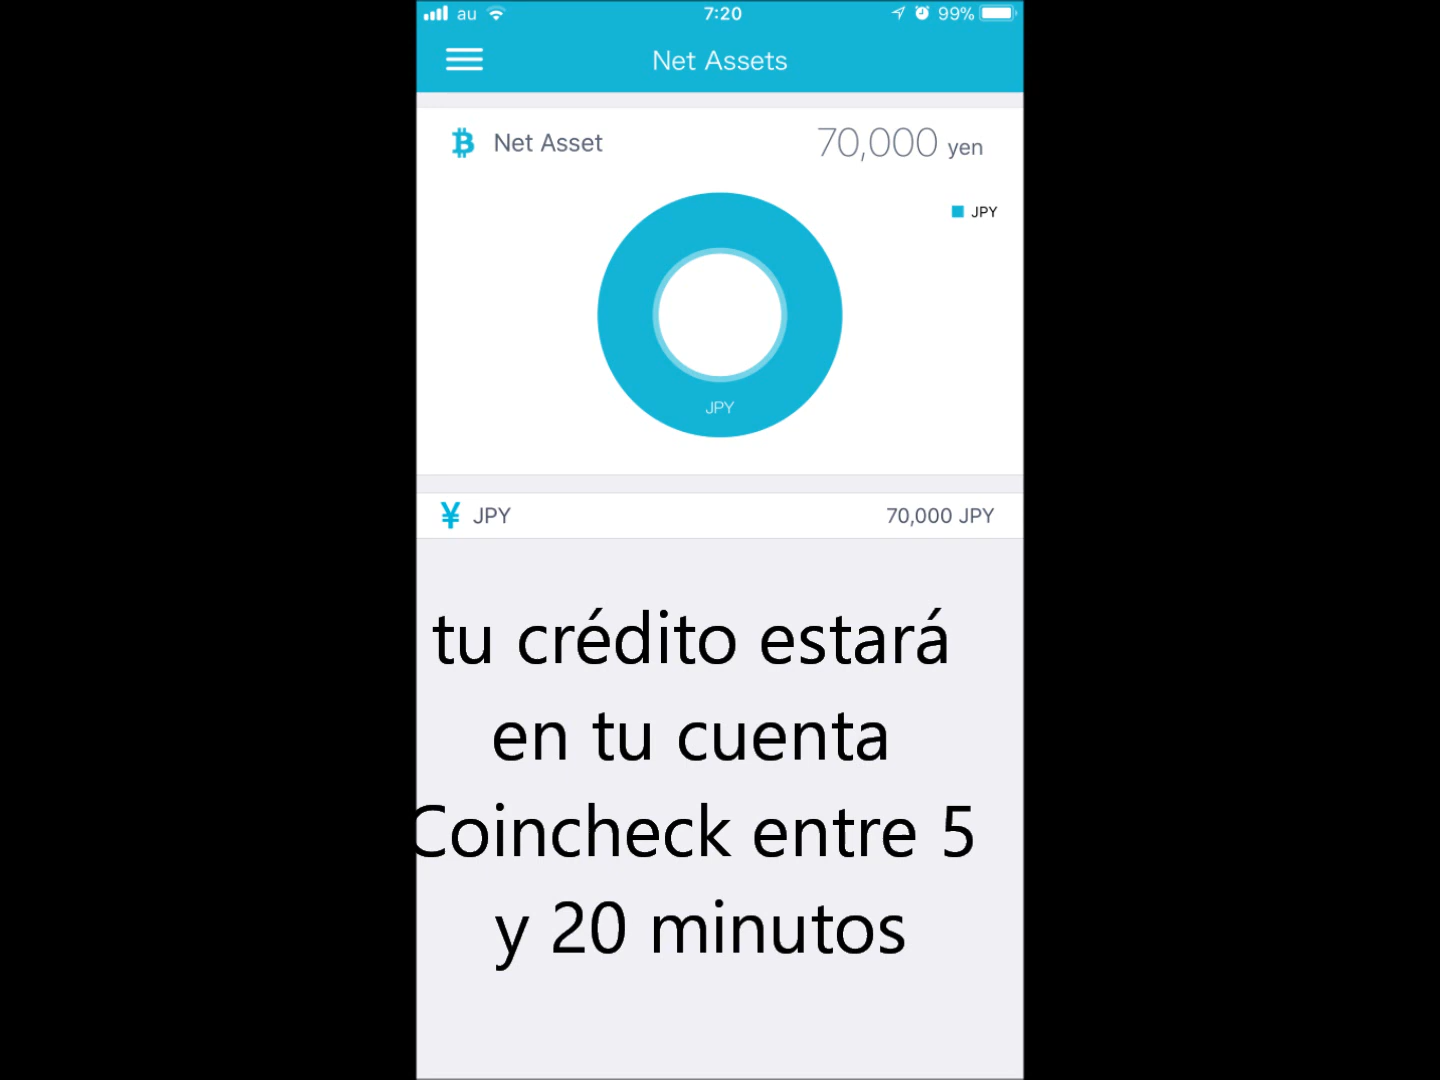 au 7:20 99%
Net Assets
Net Asset 70,000 yen
JPY
JPY
¥ JPY 70,000 JPY
tu crédito estará
en tu cuenta
Coincheck entre 5
y 20 minutos